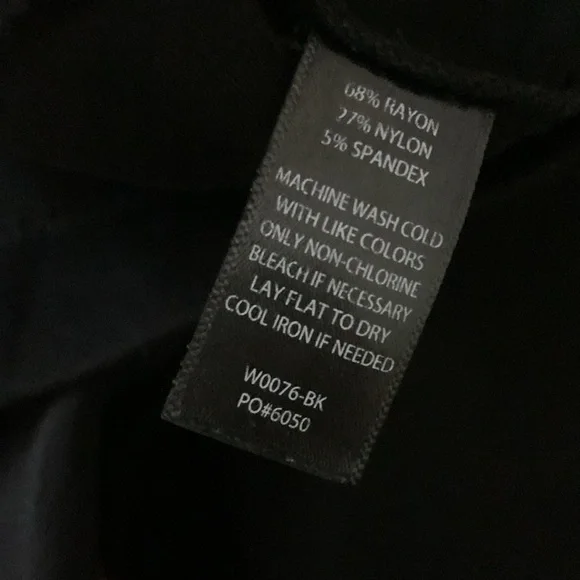 68% RAYON
27% NYLON
5% SPANDEX
MACHINE WASH COLD
WITH LIKE COLORS
ONLY NON-CHLORINE
BLEACH IF NECESSARY
LAY FLAT TO DRY
COOL IRON IF NEEDED
W0076-BK
PO#6050